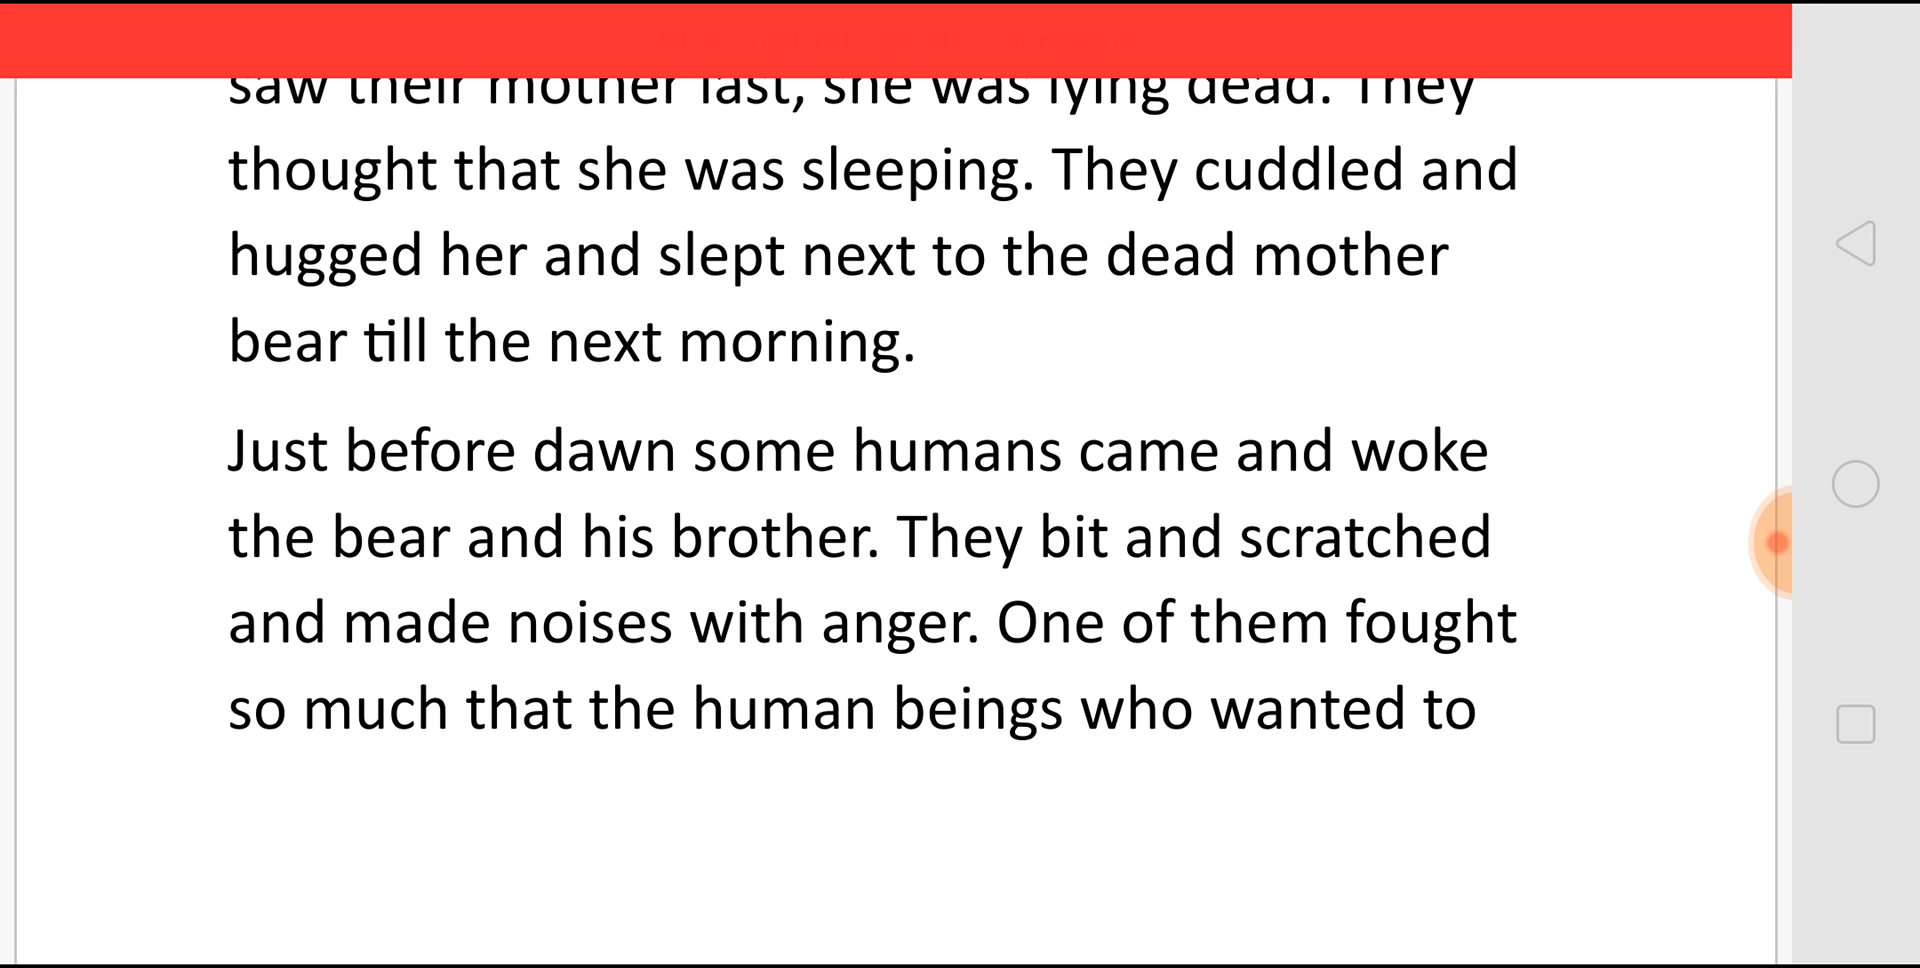 saw their mother last, she was lying dead. They
thought that she was sleeping. They cuddled and
hugged her and slept next to the dead mother
bear till the next morning.
Just before dawn some humans came and woke
the bear and his brother. They bit and scratched
and made noises with anger. One of them fought
so much that the human beings who wanted to